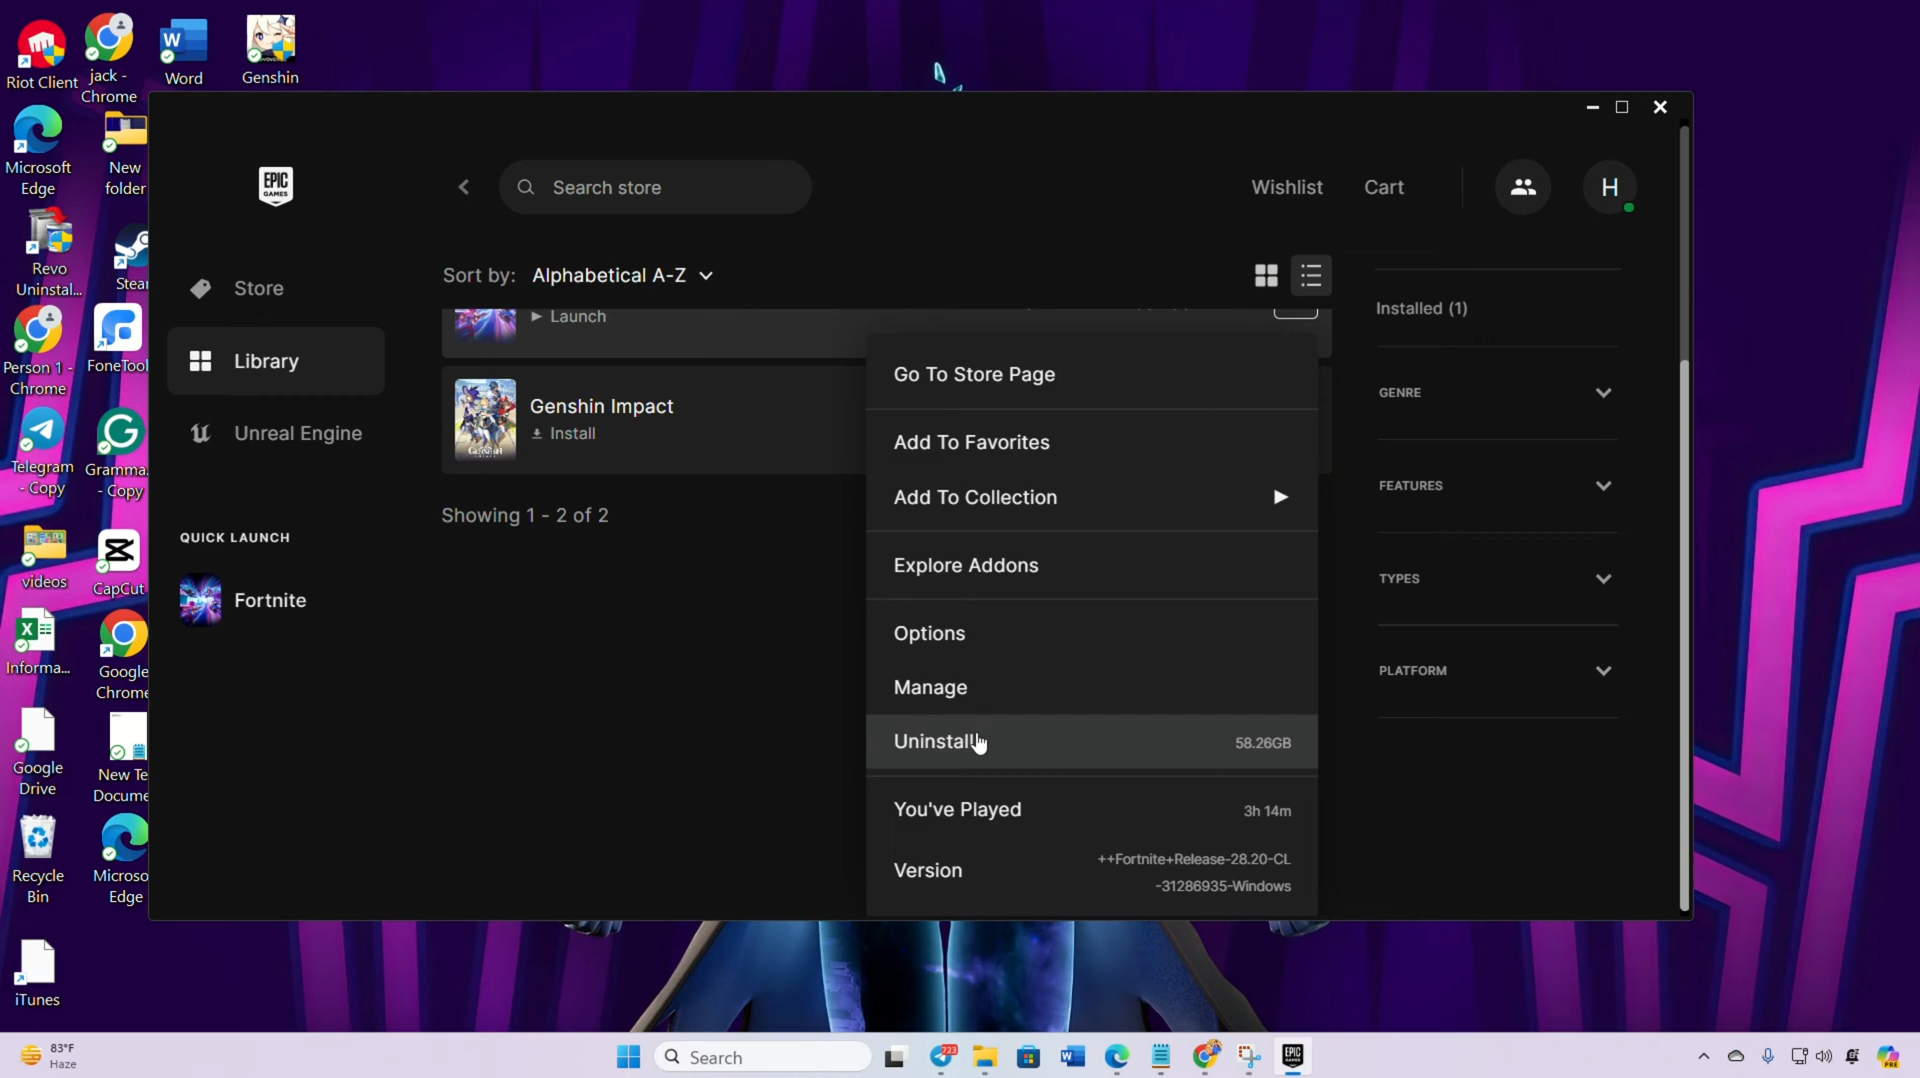 Riot Client
jack -
Chrome
Word
Genshin
Microsoft
Edge
New
folder
Revo
Uninstal...
Stear
Person 1 -
Chrome
FoneTool
Telegram
- Copy
Gramma.
- Copy
videos
CapCut
Informa...
Google
Chrome
Google
Drive
New Te
Docume
Recycle
Bin
Microso
Edge
iTunes
EPIC
GAMES
Search store
Wishlist
Cart
H
Store
Library
Unreal Engine
QUICK LAUNCH
Fortnite
Sort by: Alphabetical A-Z
Launch
Genshin Impact
Install
Showing 1 - 2 of 2
Go To Store Page
Add To Favorites
Add To Collection
Explore Addons
Options
Manage
Uninstall 58.26GB
You've Played 3h 14m
Version ++Fortnite+Release-28.20-CL
-31286935-Windows
Installed (1)
GENRE
FEATURES
TYPES
PLATFORM
83°F
Haze
Search
723
EPIC
PRE